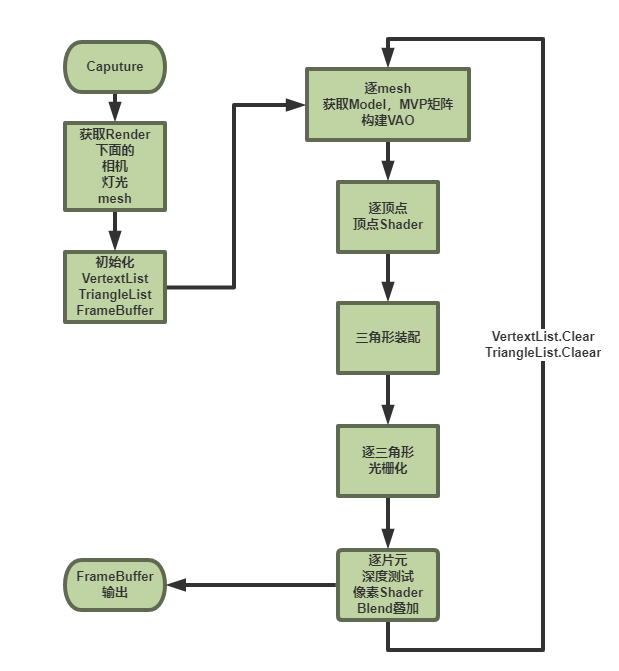 Caputure
获取Render
下面的
相机
灯光
mesh
初始化
VertextList
TriangleList
FrameBuffer
逐mesh
获取Model，MVP矩阵
构建VAO
逐顶点
顶点Shader
三角形装配
逐三角形
光栅化
逐片元
深度测试
像素Shader
Blend叠加
VertextList.Clear
TriangleList.Claear
FrameBuffer
输出